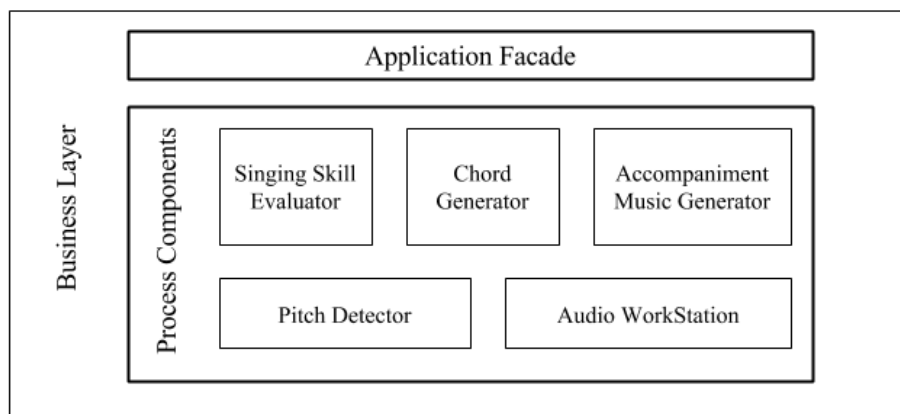 Application Facade
Business Layer
Process Components
Singing Skill
Evaluator
Chord
Generator
Accompaniment
Music Generator
Pitch Detector
Audio WorkStation